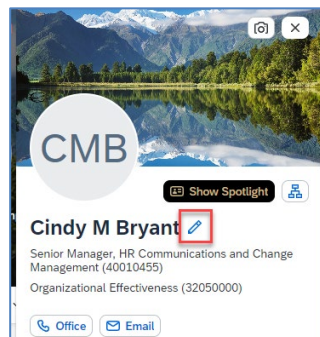 CMB
Show Spotlight
Cindy M Bryant
Senior Manager, HR Communications and Change
Management (40010455)
Organizational Effectiveness (32050000)
Office Email